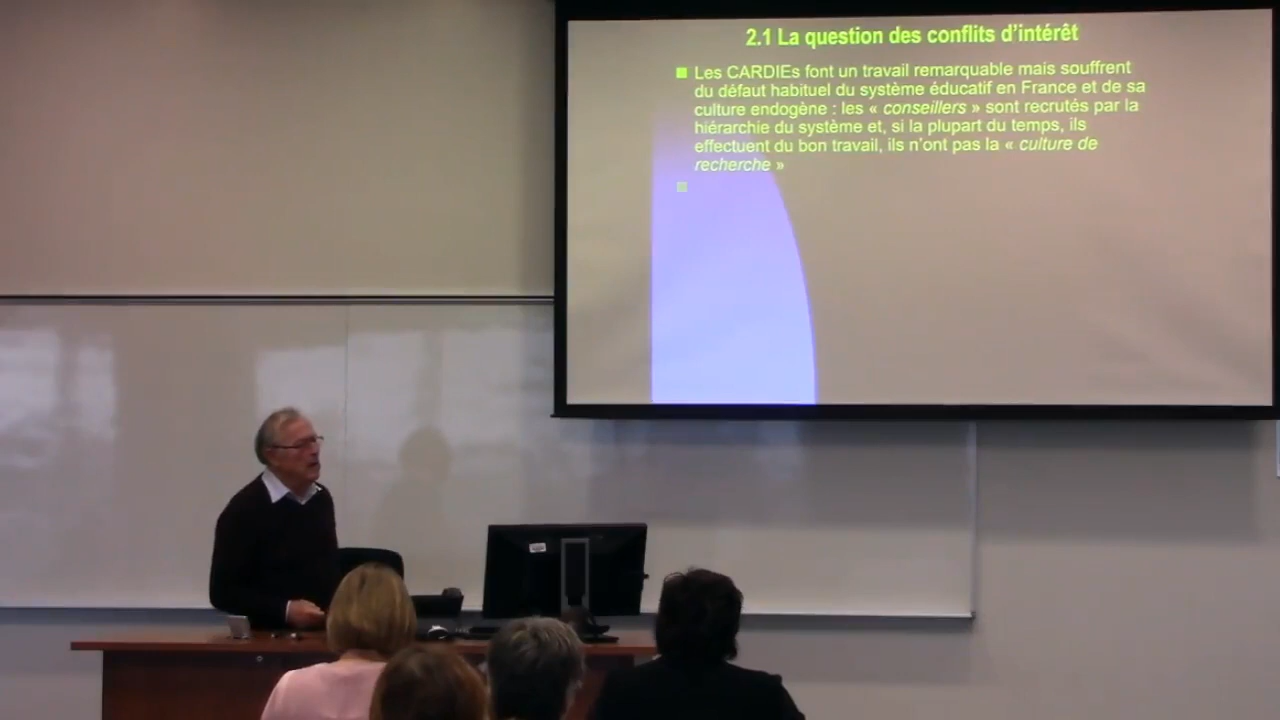 2.1 La question des conflits d'intérêt
Les CARDIEs font un travail remarquable mais souffrent
du défaut habituel du système éducatif en France et de sa
culture endogène : les « conseillers » sont recrutés par la
hiérarchie du système et, si la plupart du temps, ils
effectuent du bon travail, ils n'ont pas la « culture de
recherche »